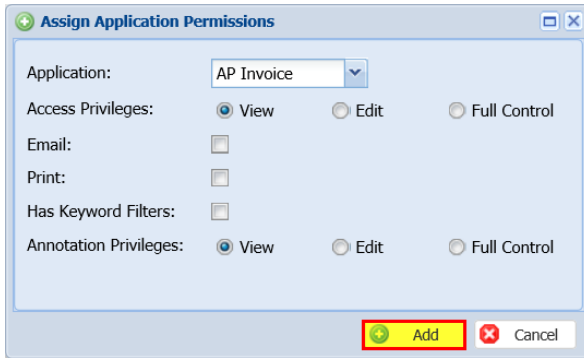 Assign Application Permissions
Application: AP Invoice
Access Privileges: View Edit Full Control
Email:
Print:
Has Keyword Filters:
Annotation Privileges: View Edit Full Control
Add Cancel